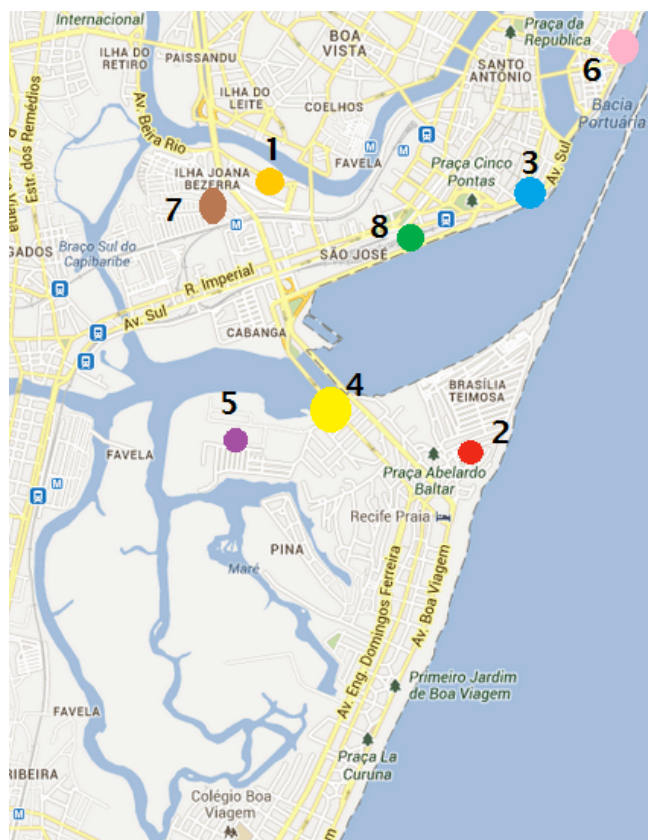 Internacional
Praça da
Republica
BOA
VISTA
ILHA DO
RETIRO
PAISSANDU
SANTO
ANTÔNIO
6
ILHA DO
LEITE
COELHOS
Bacia
Portuária
Estr. dos Remédios
Av. Beira Rio
M
FAVELA
M
Av. Sul
1
Praça Cinco
Pontas
3
ILHA JOANA
BEZERRA
7
M
8
GADOS
Braço Sul do
Capibaribe
SÃO JOSÉ
R. Imperial
Av. Sul
CABANGA
4
BRASÍLIA
TEIMOSA
5
2
FAVELA
Praça Abelardo
Baltar
M
Recife Praia
PINA
Maré
Av. Eng. Domingos Ferreira
Av. Boa Viagem
Primeiro Jardim
de Boa Viagem
FAVELA
Praça La
Curuna
RIBEIRA
Colégio Boa
Viagem
M